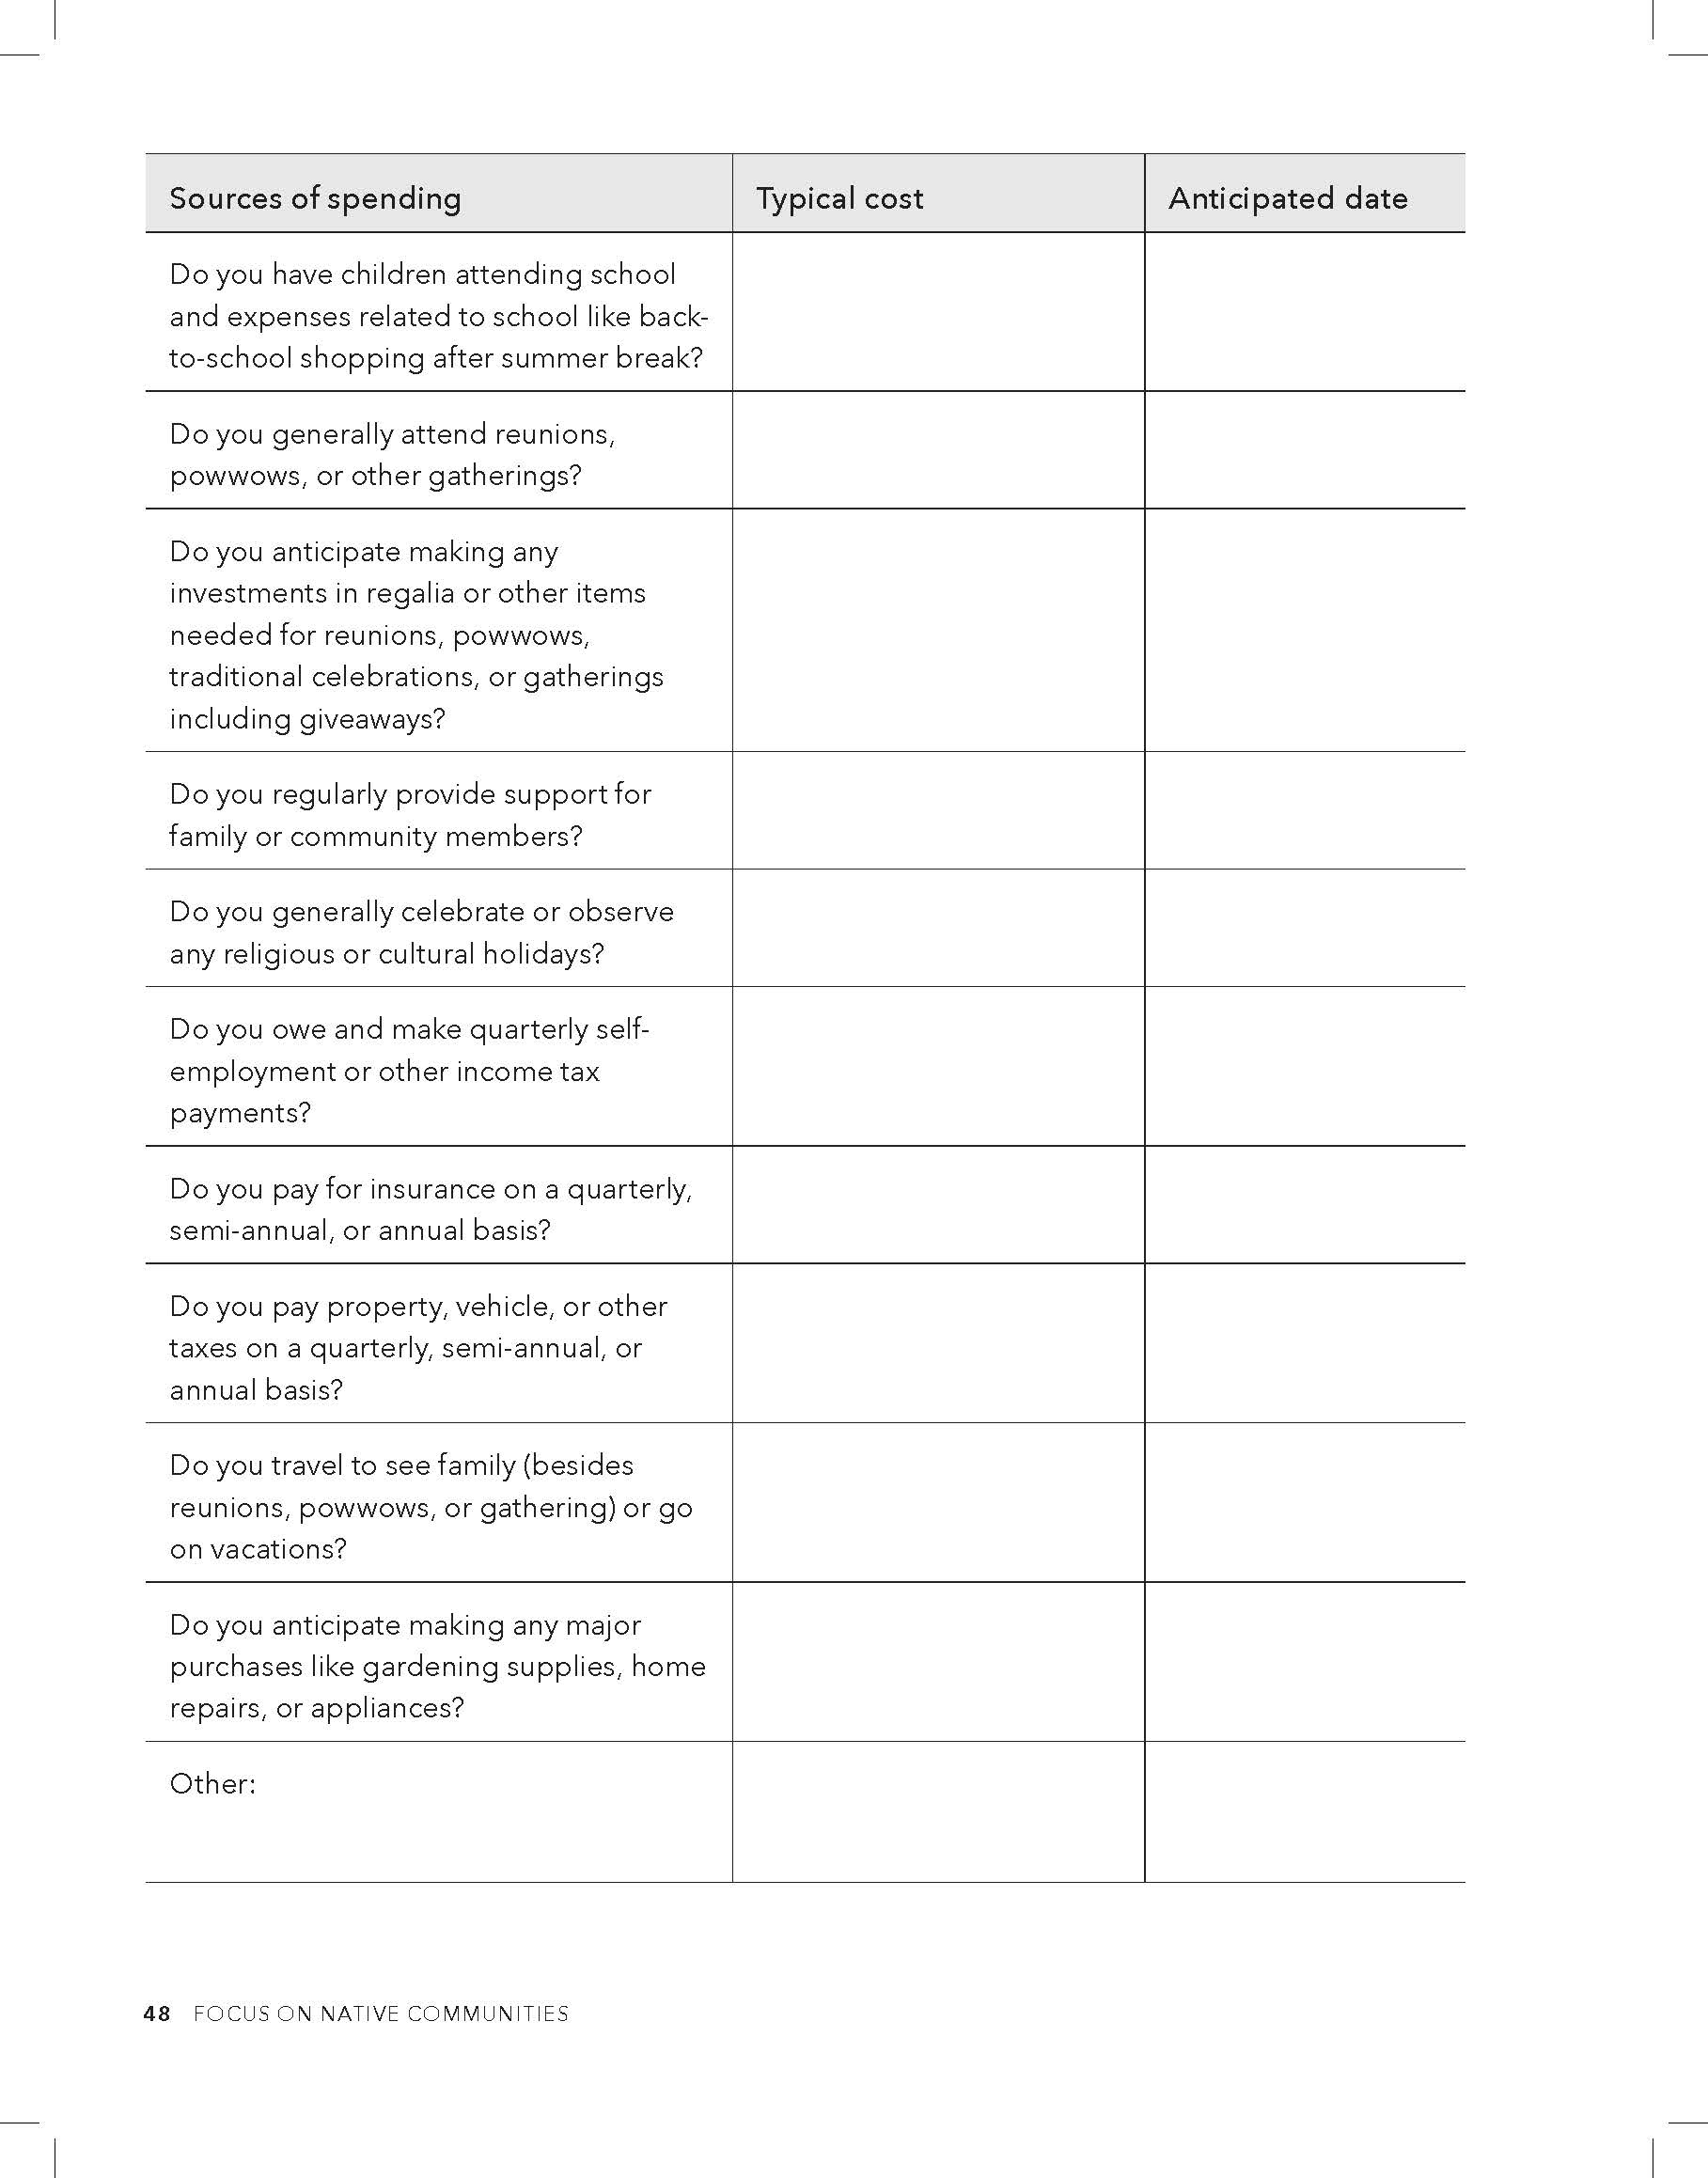 Sources of spending
Typical cost
Anticipated date
Do you have children attending school
and expenses related to school like back-
to-school shopping after summer break?
Do you generally attend reunions,
powwows, or other gatherings?
Do you anticipate making any
investments in regalia or other items
needed for reunions, powwows,
traditional celebrations, or gatherings
including giveaways?
Do you regularly provide support for
family or community members?
Do you generally celebrate or observe
any religious or cultural holidays?
Do you owe and make quarterly self-
employment or other income tax
payments?
Do you pay for insurance on a quarterly,
semi-annual, or annual basis?
Do you pay property, vehicle, or other
taxes on a quarterly, semi-annual, or
annual basis?
Do you travel to see family (besides
reunions, powwows, or gathering) or go
on vacations?
Do you anticipate making any major
purchases like gardening supplies, home
repairs, or appliances?
Other:
48 FOCUS ON NATIVE COMMUNITIES